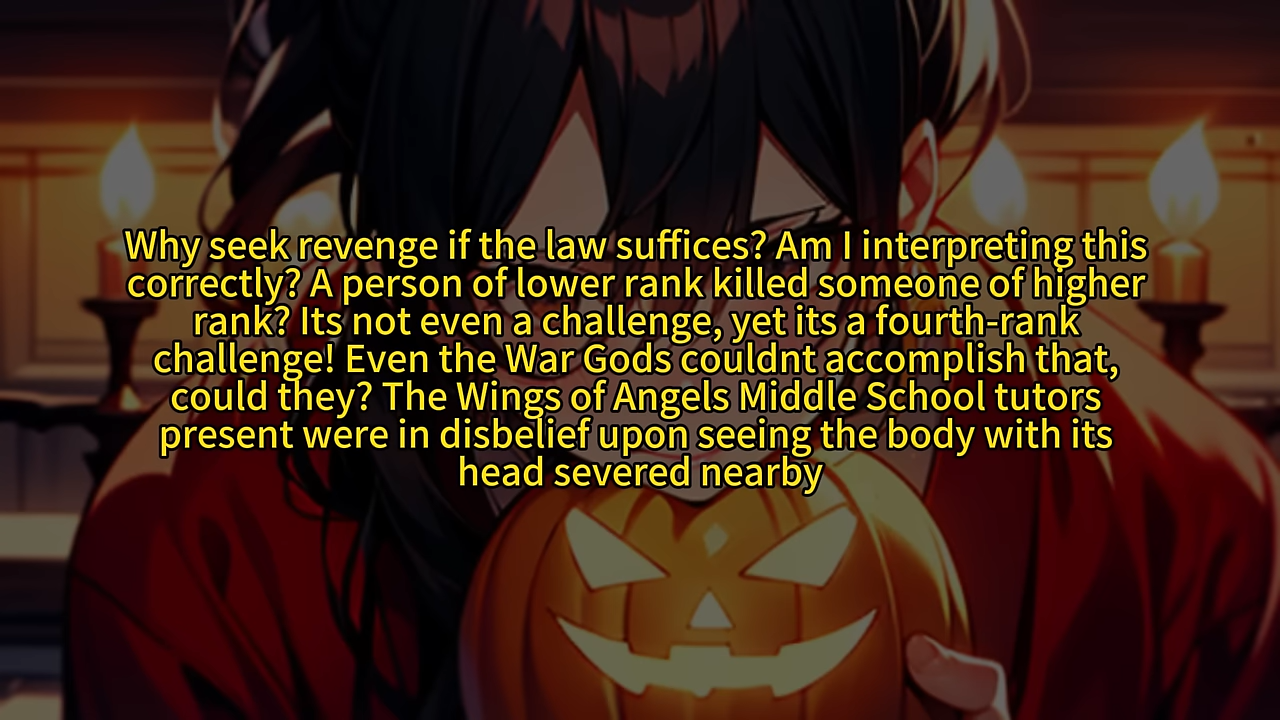 Why seek revenge if the law suffices? Am I interpreting this
correctly? A person of lower rank killed someone of higher
rank? Its not even a challenge, yet its a fourth-rank
challenge! Even the War Gods couldnt accomplish that,
could they? The Wings of Angels Middle School tutors
present were in disbelief upon seeing the body with its
head severed nearby